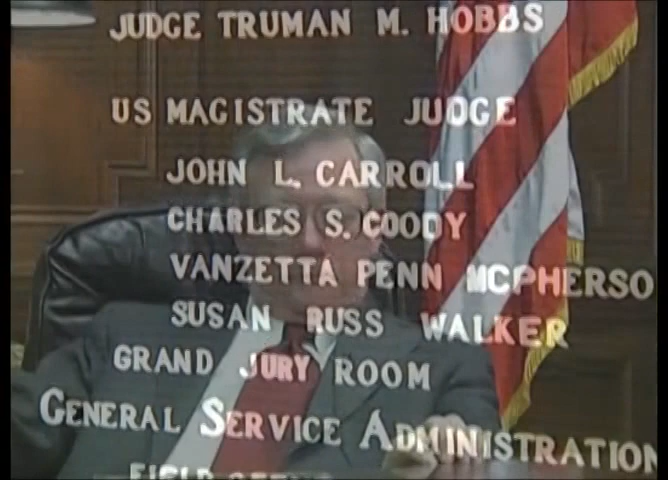 JUDGE TRUMAN M. HOBBS
US MAGISTRATE JUDGE
JOHN L. CARROLL
CHARLES S. COODY
VANZETTA PENN MCPHERSO
SUSAN RUSS WALKER
GRAND JURY ROOM
GENERAL SERVICE ADMINISTRATION
FIELD